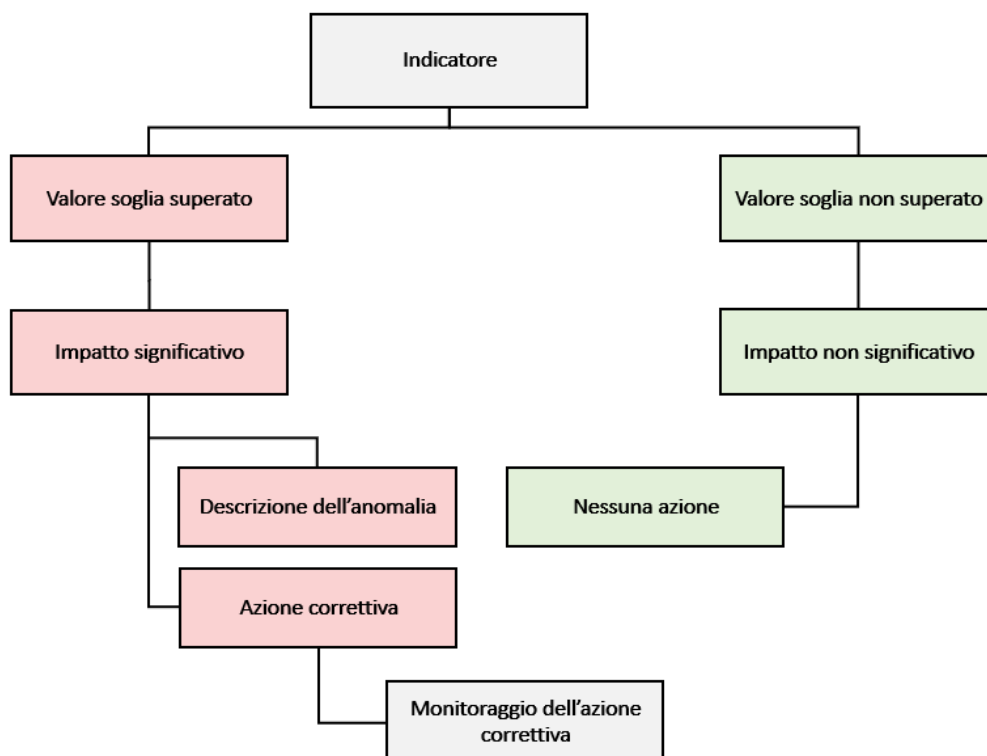 Indicatore
Valore soglia superato
Valore soglia non superato
Impatto significativo
Impatto non significativo
Descrizione dell’anomalia
Nessuna azione
Azione correttiva
Monitoraggio dell’azione
correttiva